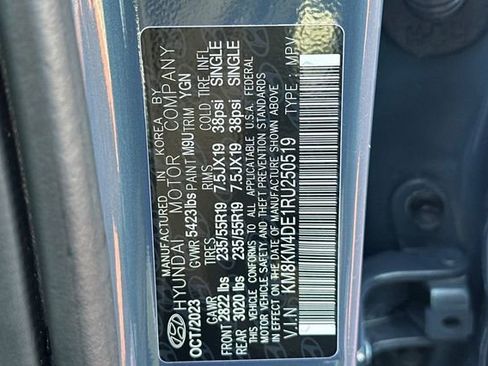 MANUFACTURED IN KOREA BY
HYUNDAI MOTOR COMPANY
OCT/2023 GVWR 5423 lbs PAINT M9U TRIM YGN
GAWR TIRES RIMS COLD TIRE INFL
FRONT 2822 lbs 235/55R19 7.5JX19 38psi SINGLE
REAR 3020 lbs 235/55R19 7.5JX19 38psi SINGLE
THIS VEHICLE CONFORMS TO ALL APPLICABLE U.S.A. FEDERAL
MOTOR VEHICLE SAFETY AND THEFT PREVENTION STANDARDS
IN EFFECT ON THE DATE OF MANUFACTURE SHOWN ABOVE
V.I.N : KM8KM4DE1RU250519 TYPE : MPV